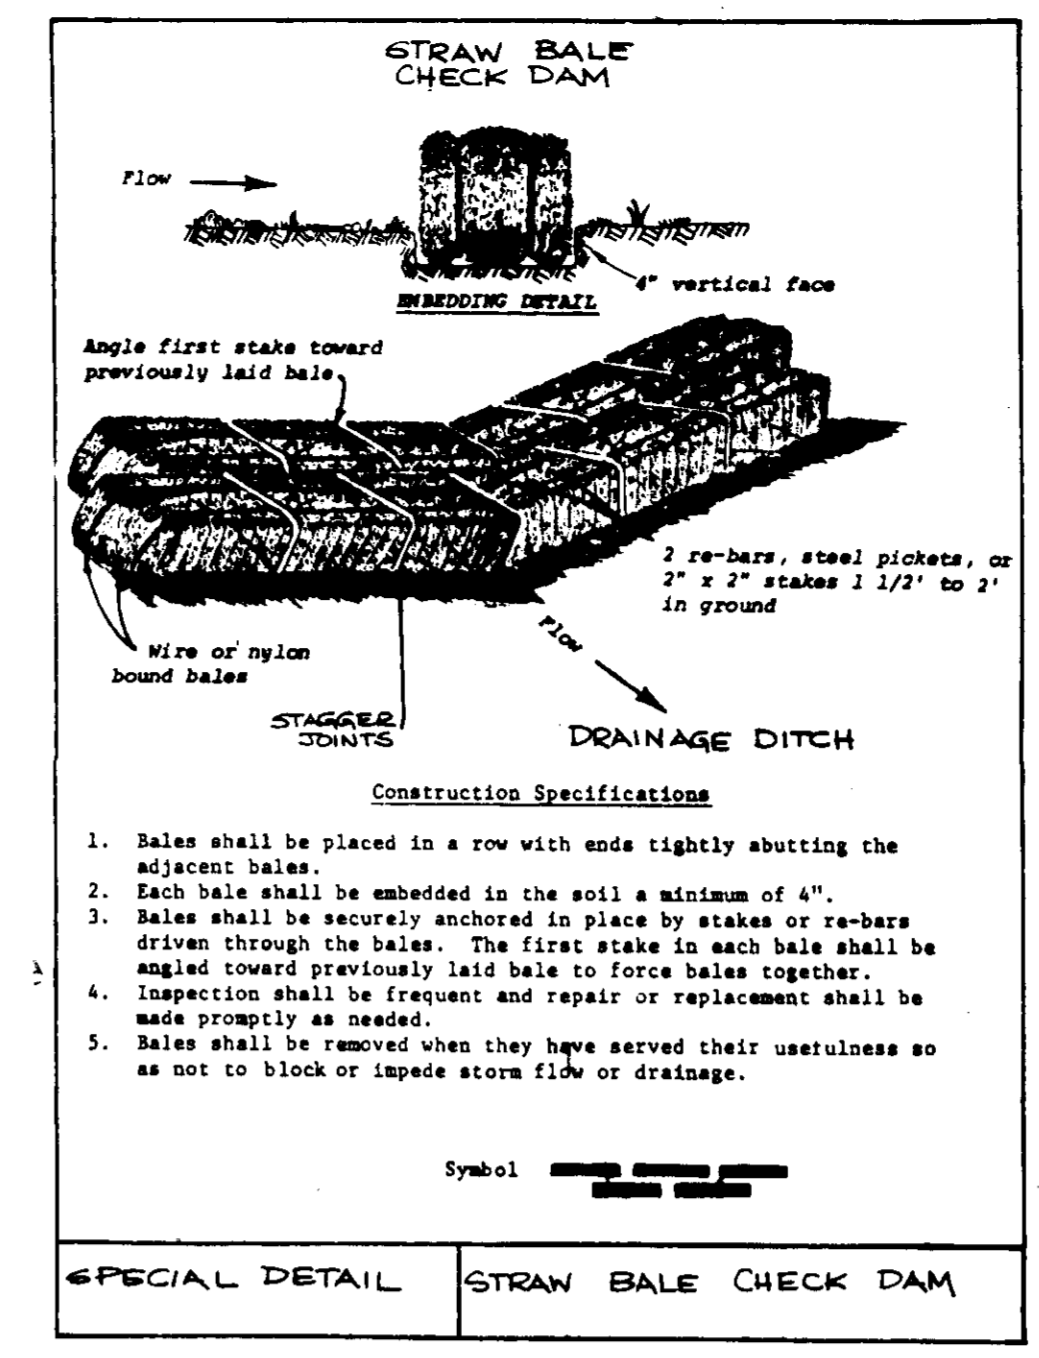 STRAW BALE
CHECK DAM
Flow
4" vertical face
EMBEDDING DETAIL
Angle first stake toward
previously laid bale.
2 re-bars, steel pickets, or
2" x 2" stakes 1 1/2' to 2'
in ground
Flow
Wire or nylon
bound bales
STAGGER
JOINTS
DRAINAGE DITCH
Construction Specifications
1. Bales shall be placed in a row with ends tightly abutting the
adjacent bales.
2. Each bale shall be embedded in the soil a minimum of 4".
3. Bales shall be securely anchored in place by stakes or re-bars
driven through the bales. The first stake in each bale shall be
angled toward previously laid bale to force bales together.
4. Inspection shall be frequent and repair or replacement shall be
made promptly as needed.
5. Bales shall be removed when they have served their usefulness so
as not to block or impede storm flow or drainage.
Symbol
SPECIAL DETAIL
STRAW BALE CHECK DAM